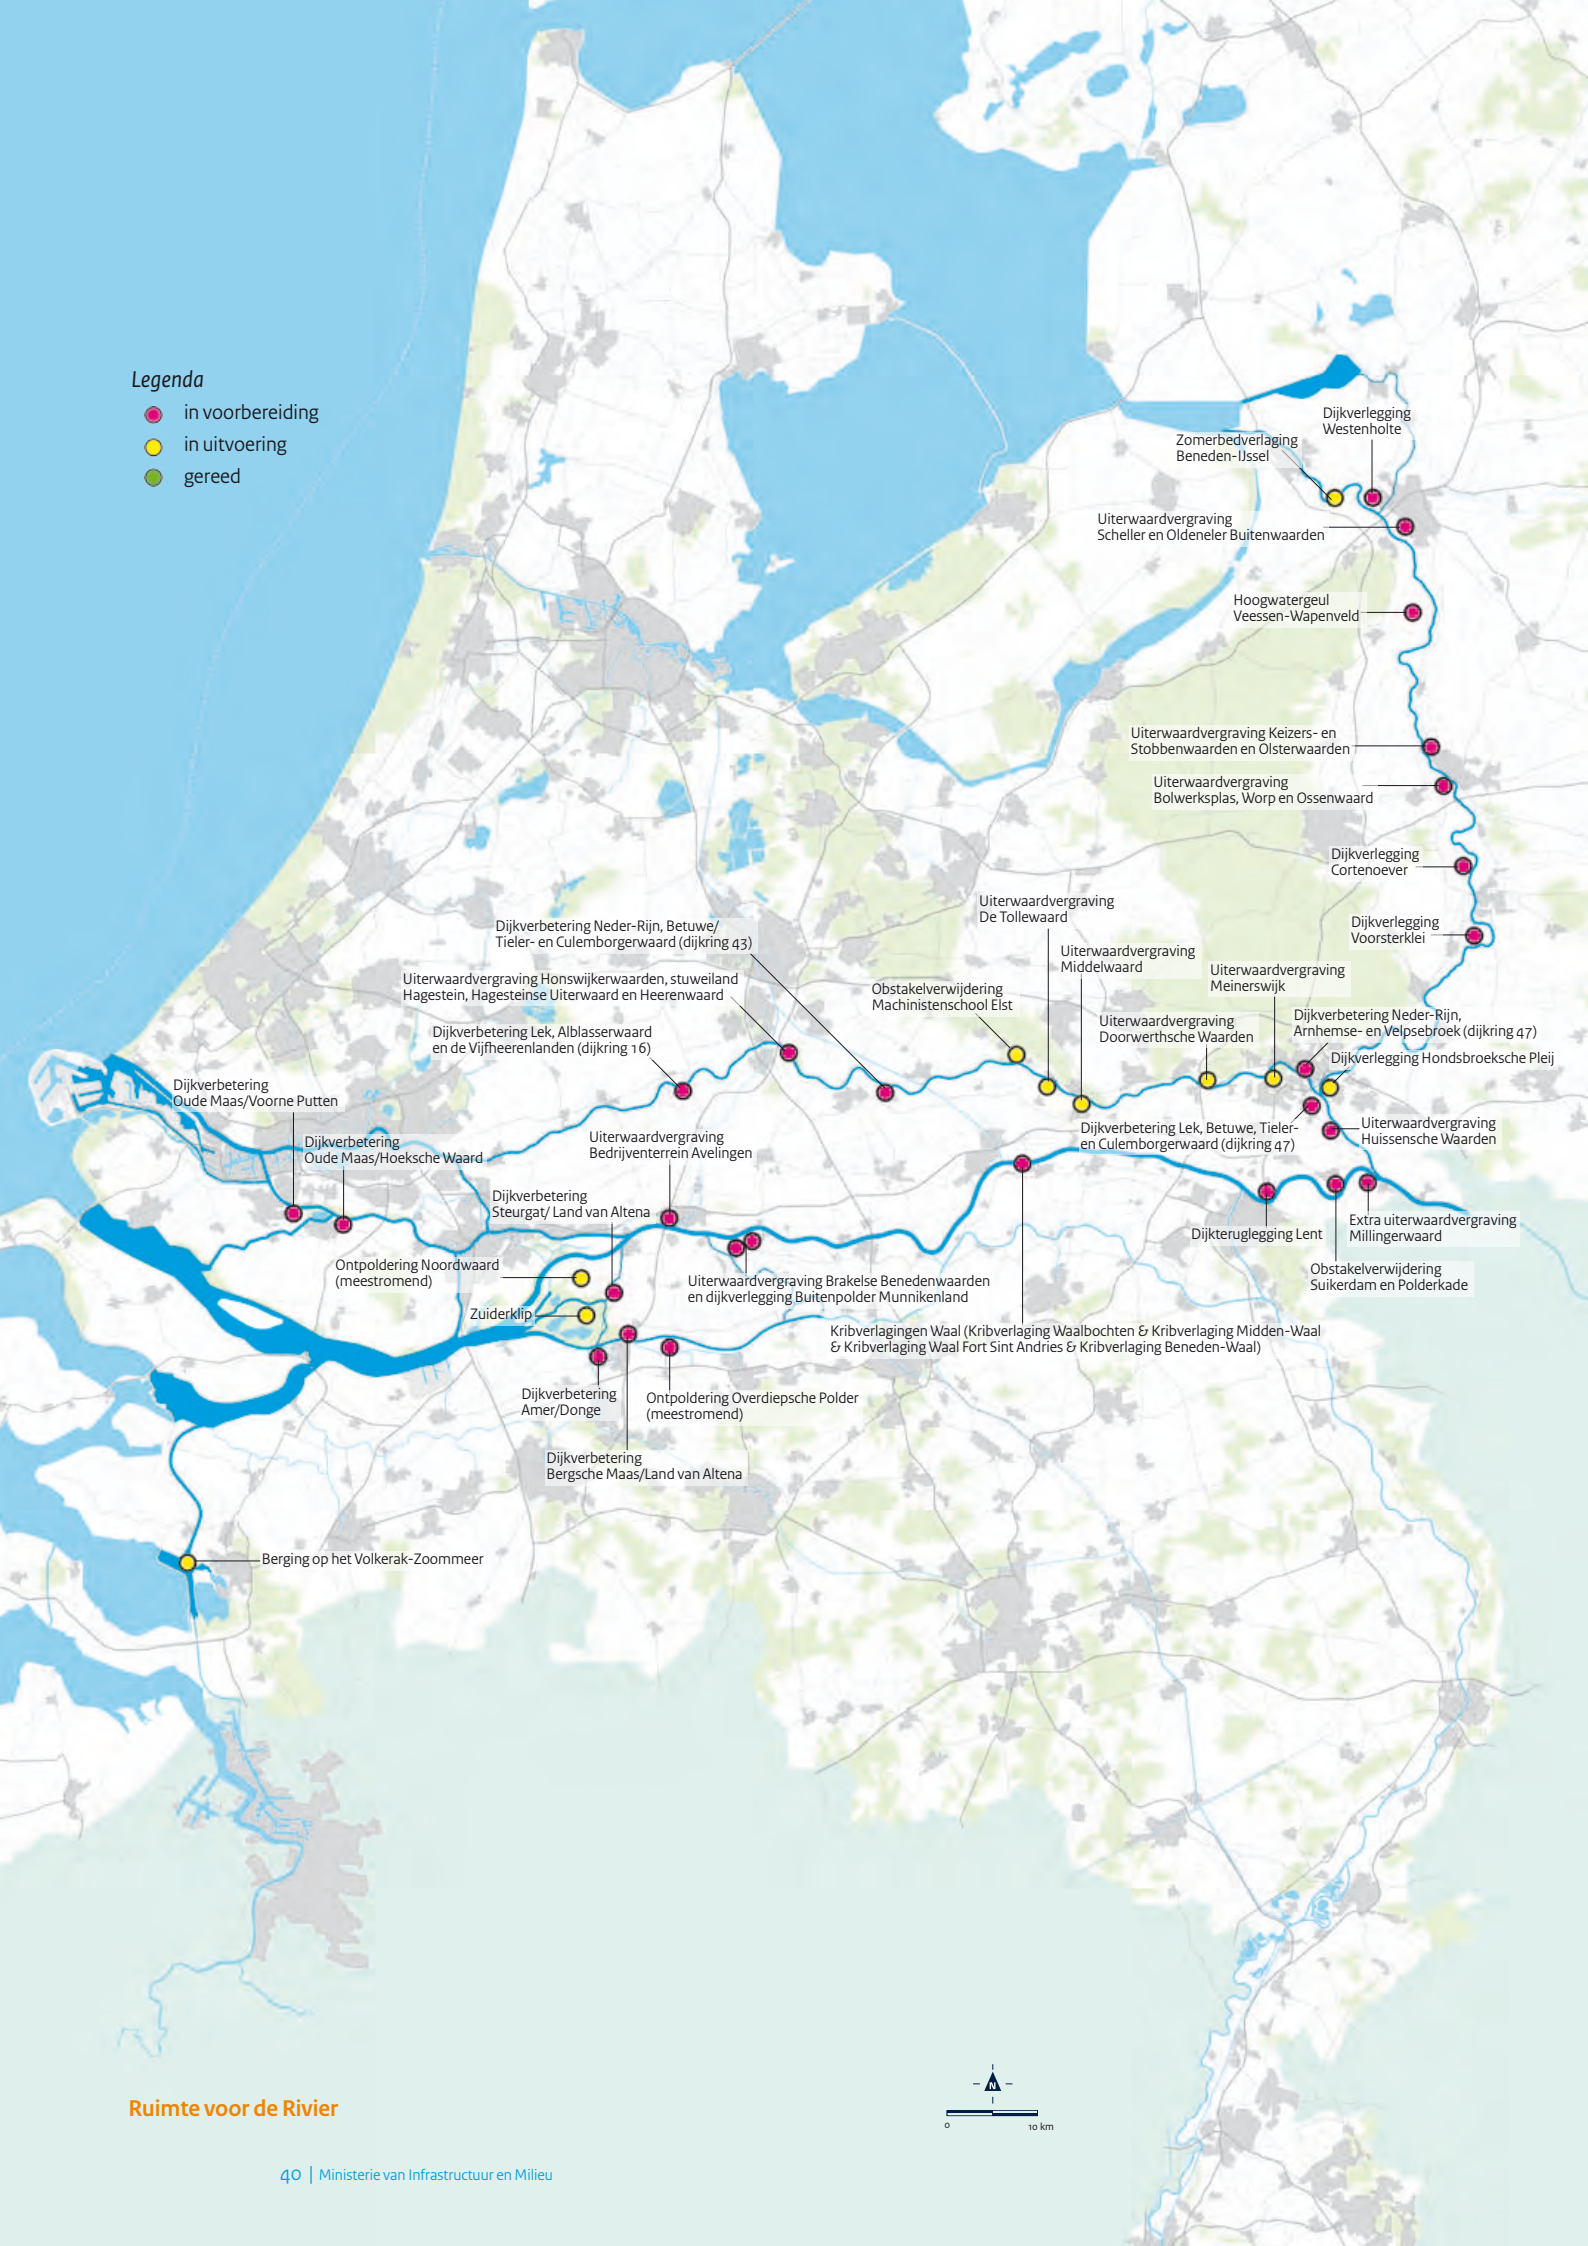 Legenda
in voorbereiding
in uitvoering
gereed
Dijkverlegging
Westenholte
Zomerbedverlaging
Beneden-IJssel
Uiterwaardvergraving
Scheller en Oldeneler Buitenwaarden
Hoogwatergeul
Veessen-Wapenveld
Uiterwaardvergraving Keizers- en
Stobbenwaarden en Olsterwaarden
Uiterwaardvergraving
Bolwerksplas, Worp en Ossenwaard
Dijkverlegging
Cortenoever
Dijkverlegging
Voorsterklei
Uiterwaardvergraving
De Tollewaard
Dijkverbetering Neder-Rijn, Betuwe/
Tieler- en Culemborgerwaard (dijkring 43)
Uiterwaardvergraving
Middelwaard
Uiterwaardvergraving
Meinerswijk
Uiterwaardvergraving Honswijkerwaarden, stuweiland
Hagestein, Hagesteinse Uiterwaard en Heerenwaard
Obstakelverwijdering
Machinistenschool Elst
Uiterwaardvergraving
Doorwerthsche Waarden
Dijkverbetering Neder-Rijn,
Arnhemse- en Velpsebroek (dijkring 47)
Dijkverbetering Lek, Alblasserwaard
en de Vijfheerenlanden (dijkring 16)
Dijkverlegging Hondsbroeksche Pleij
Dijkverbetering
Oude Maas/Voorne Putten
Dijkverbetering
Oude Maas/Hoeksche Waard
Uiterwaardvergraving
Bedrijventerrein Avelingen
Dijkverbetering Lek, Betuwe, Tieler-
en Culemborgerwaard (dijkring 47)
Uiterwaardvergraving
Huissensche Waarden
Dijkverbetering
Steurgat/ Land van Altena
Dijkteruglegging Lent
Extra uiterwaardvergraving
Millingerwaard
Ontpoldering Noordwaard
(meestromend)
Uiterwaardvergraving Brakelse Benedenwaarden
en dijkverlegging Buitenpolder Munnikenland
Obstakelverwijdering
Suikerdam en Polderkade
Zuiderklip
Kribverlagingen Waal (Kribverlaging Waalbochten & Kribverlaging Midden-Waal
& Kribverlaging Waal Fort Sint Andries & Kribverlaging Beneden-Waal)
Dijkverbetering
Amer/Donge
Ontpoldering Overdiepsche Polder
(meestromend)
Dijkverbetering
Bergsche Maas/Land van Altena
Berging op het Volkerak-Zoommeer
N
0 10 km
Ruimte voor de Rivier
40 | Ministerie van Infrastructuur en Milieu